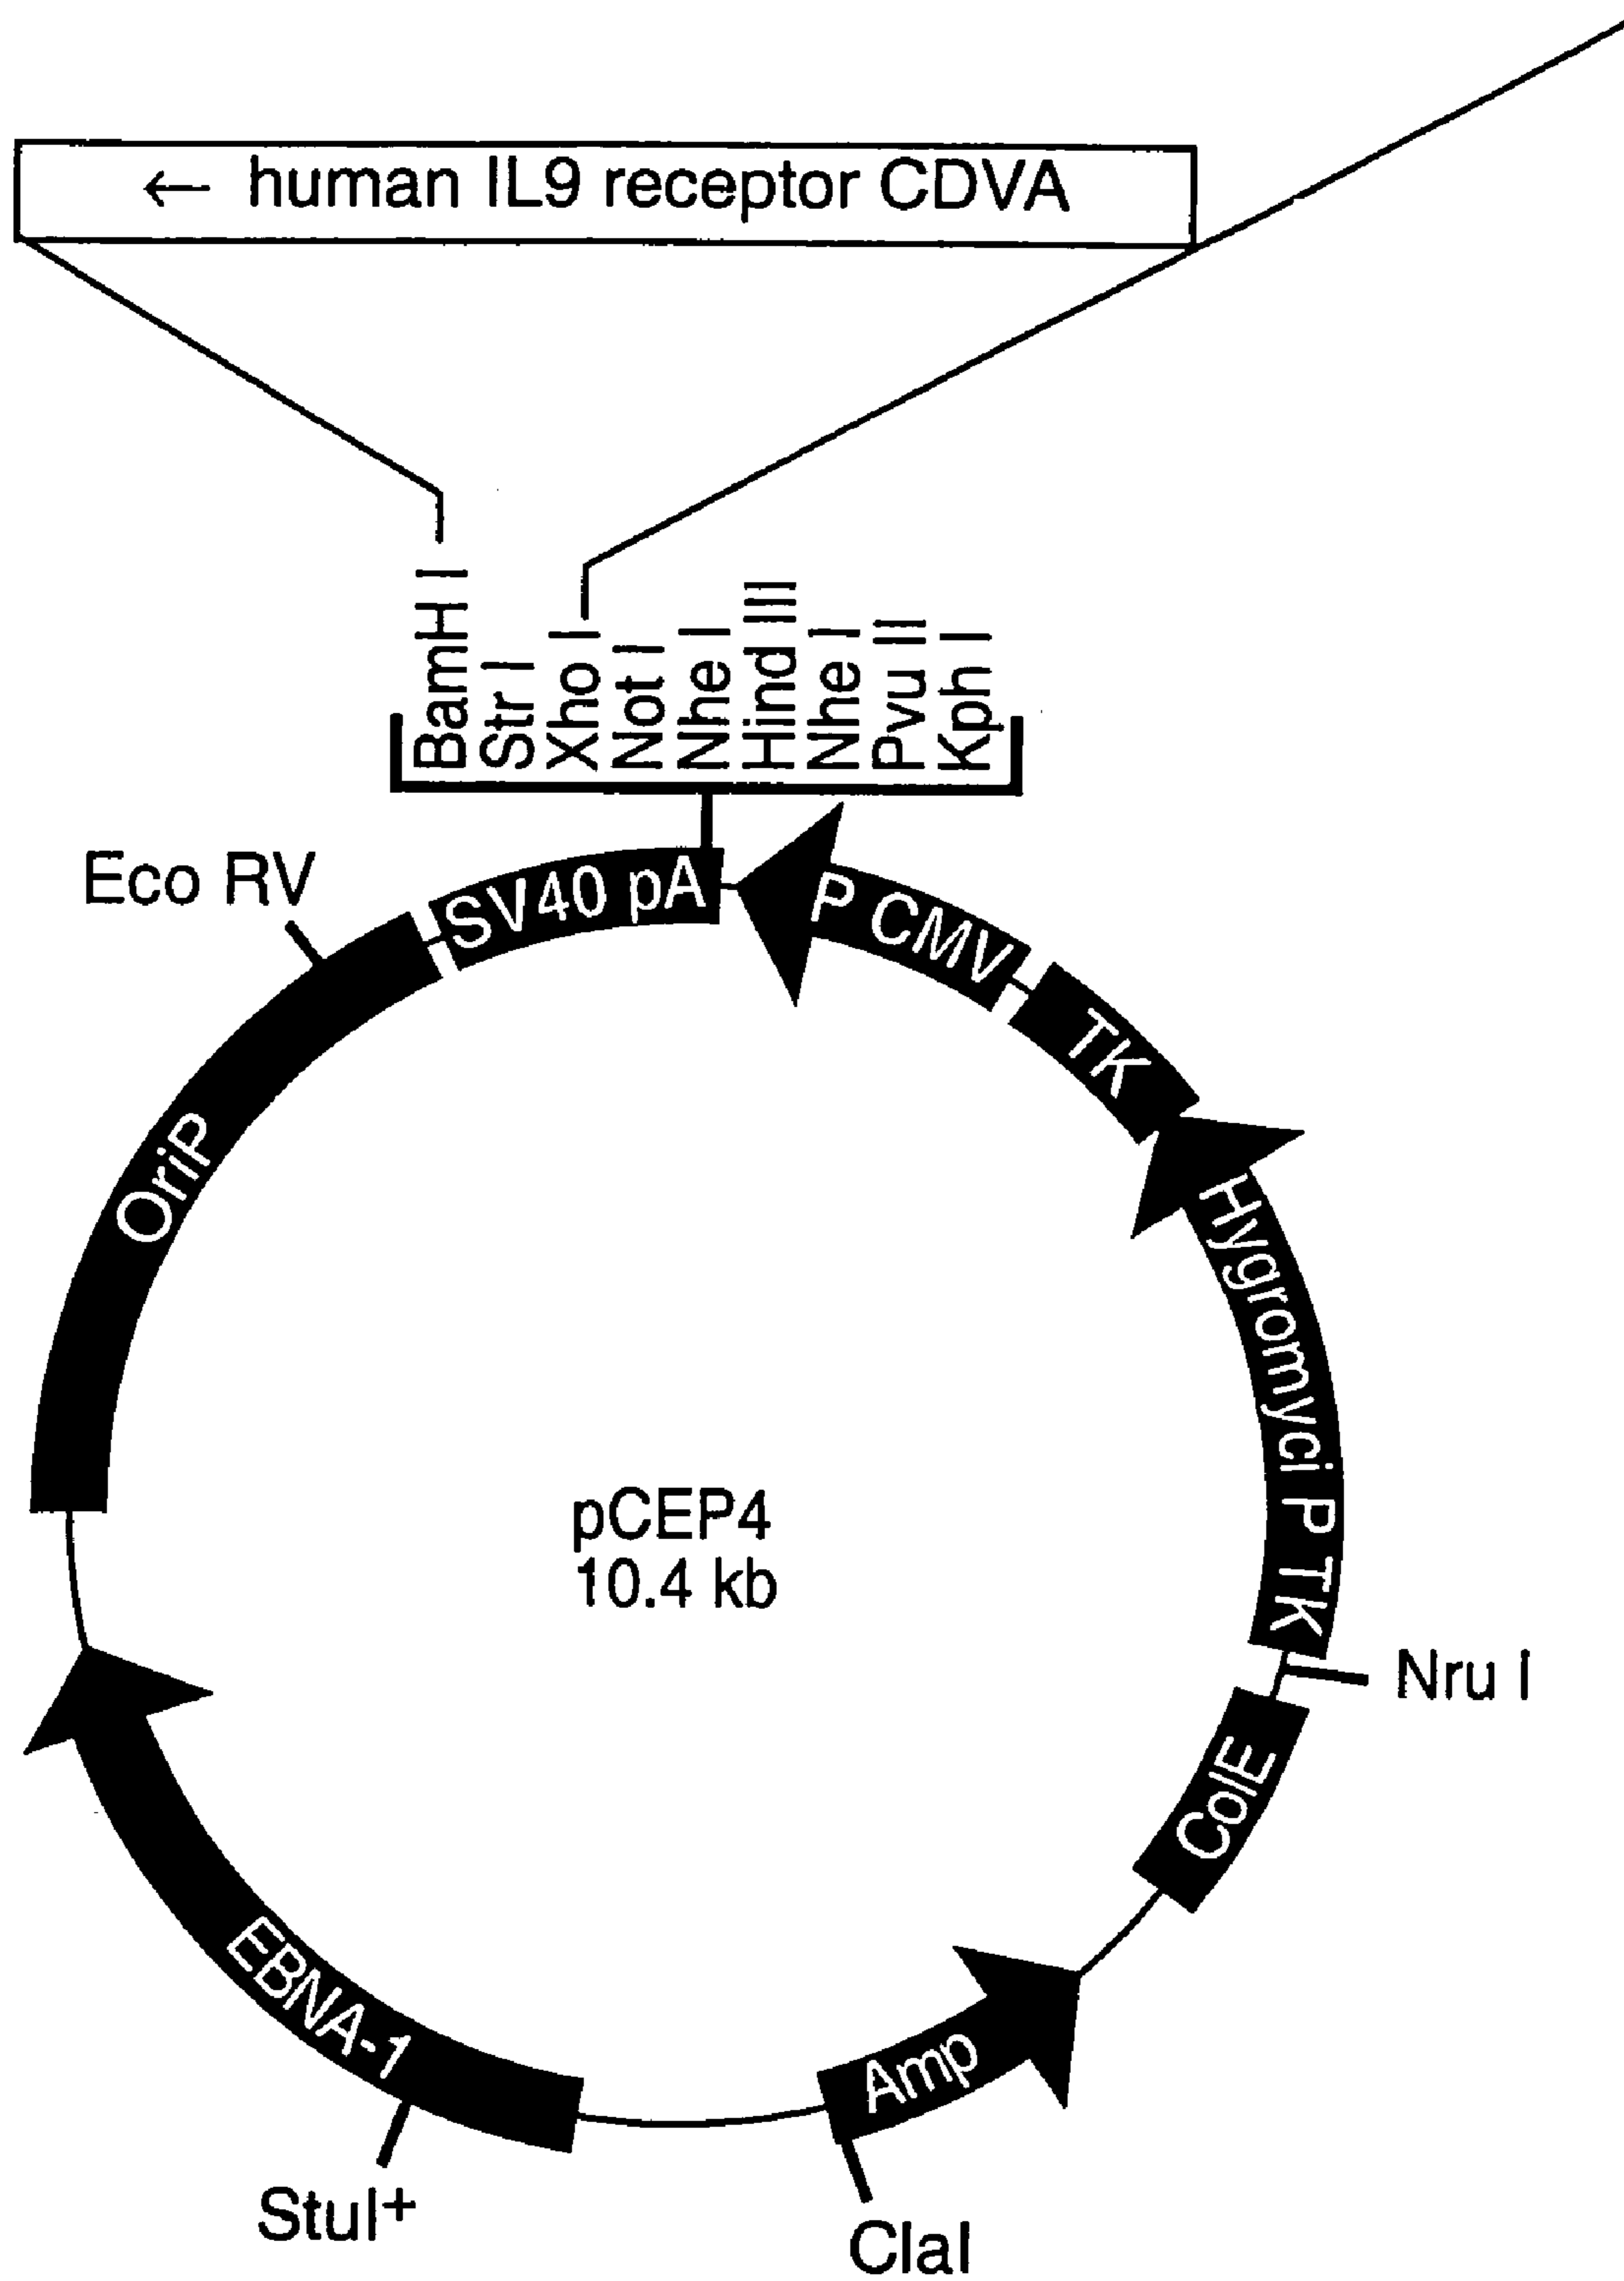 ← human IL9 receptor CDVA
BamH I
Str I
Xho I
Not I
Nhe I
Hind III
Nhe I
Pvu II
Kph I
Eco RV
SV40 pA
P CMV
TK
OriP
Hygromyci
P TK
pCEP4
10.4 kb
Nru I
ColE
EBNA-1
Amp
StuI+
ClaI